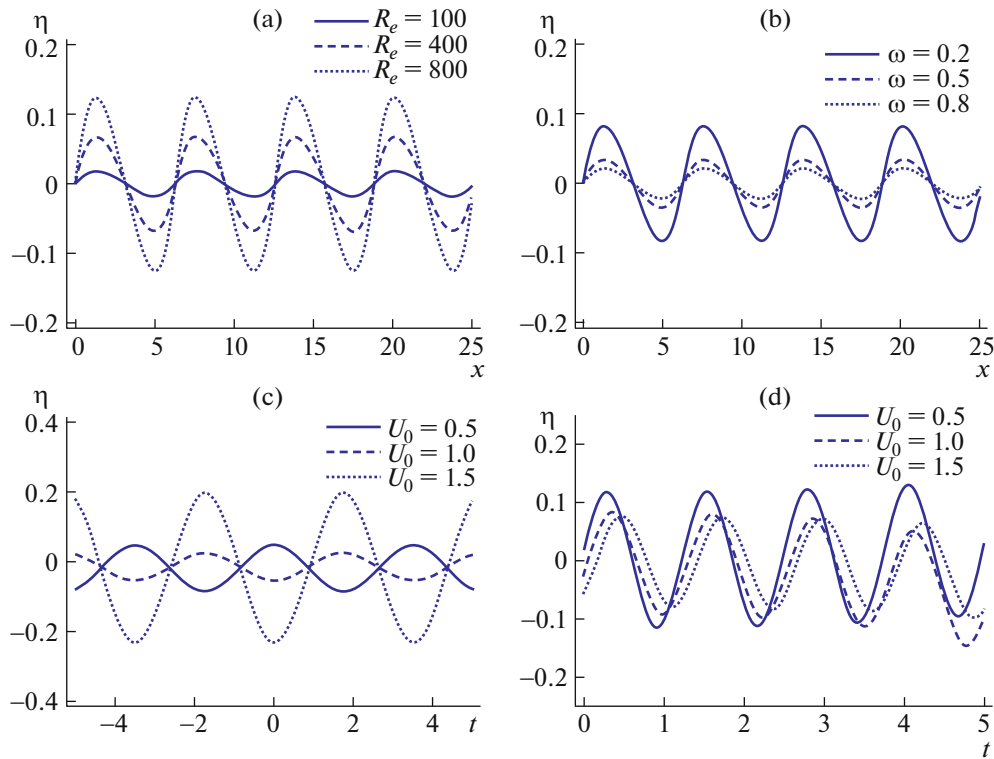 η
(a)
R_e = 100
R_e = 400
R_e = 800
0.2
0.1
0
−0.1
−0.2
0 5 10 15 20 25
x
η
(b)
ω = 0.2
ω = 0.5
ω = 0.8
0.2
0.1
0
−0.1
−0.2
0 5 10 15 20 25
x
η
(c)
U_0 = 0.5
U_0 = 1.0
U_0 = 1.5
0.4
0.2
0
−0.2
−0.4
−4 −2 0 2 4 t
η
(d)
U_0 = 0.5
U_0 = 1.0
U_0 = 1.5
0.2
0.1
0
−0.1
−0.2
0 1 2 3 4 5
t